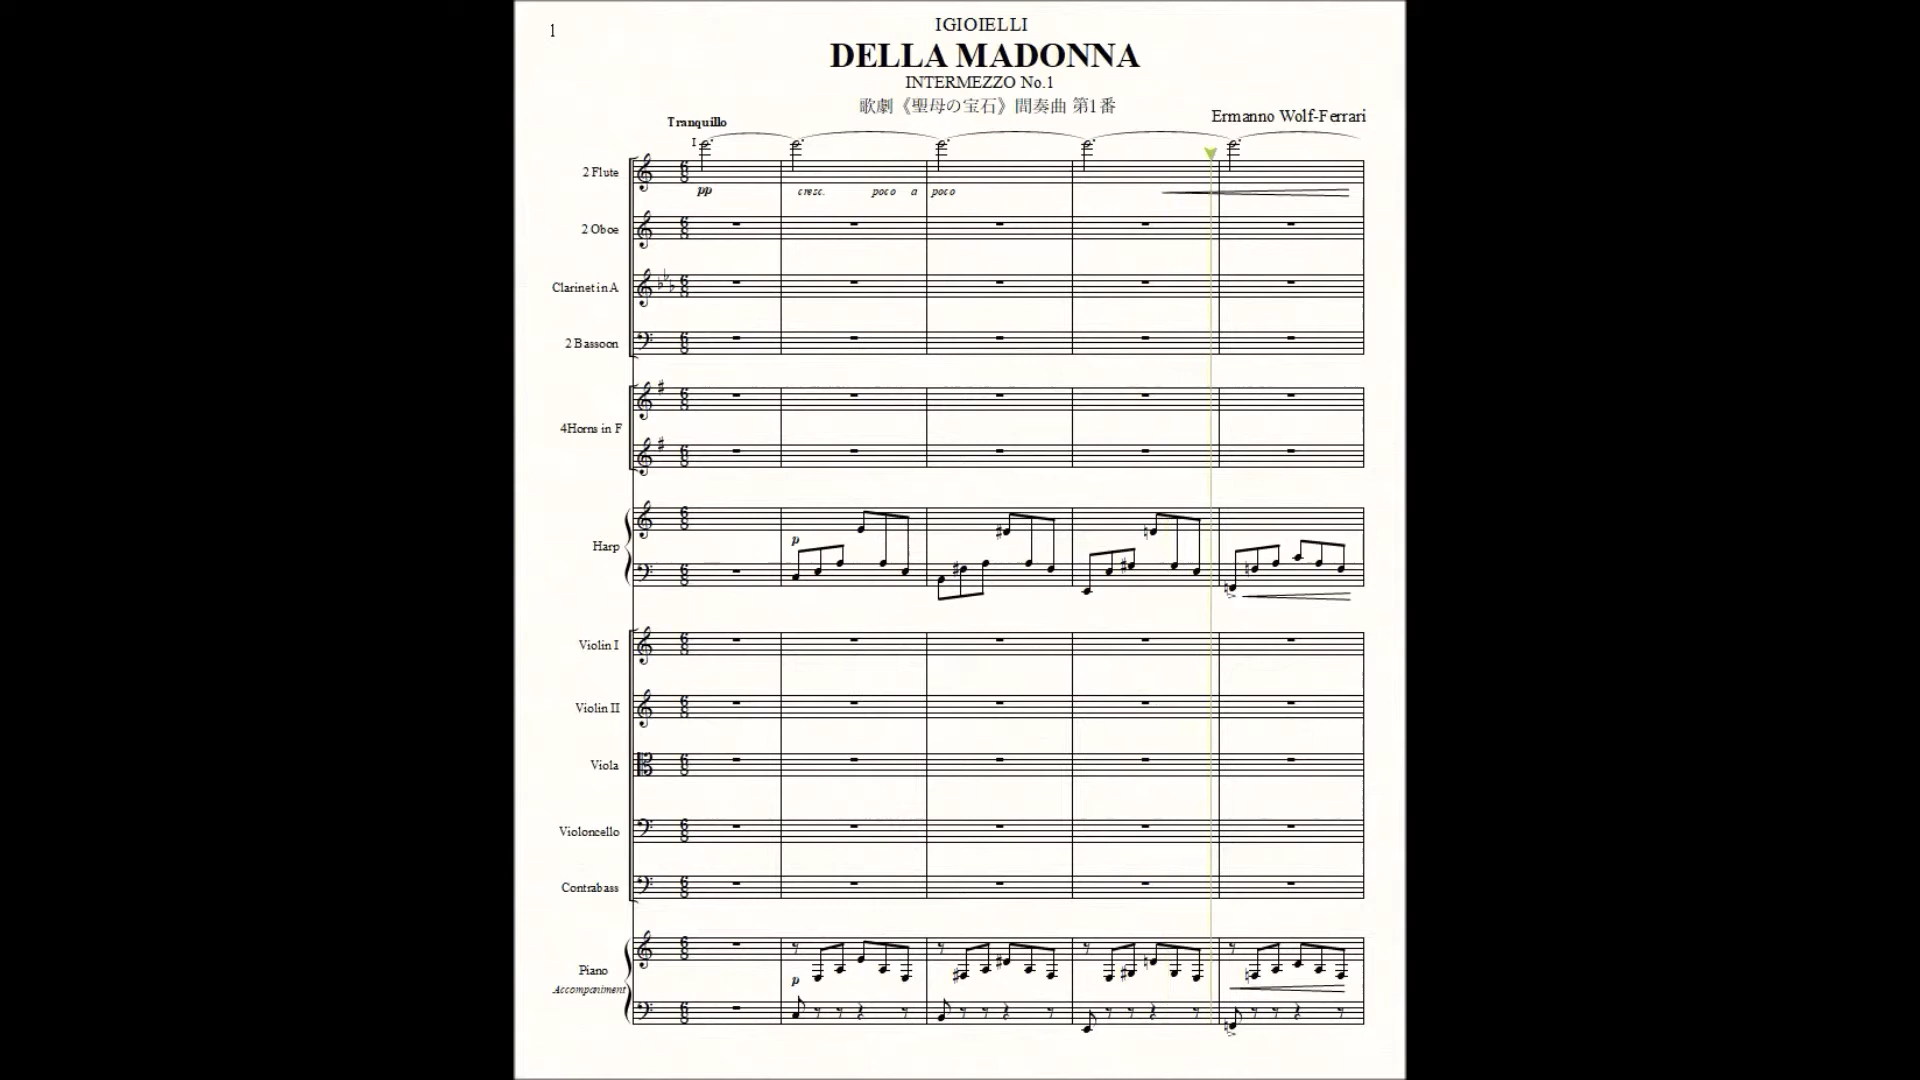 1
IGIOIELLI
DELLA MADONNA
INTERMEZZO No.1
歌劇《聖母の宝石》間奏曲 第1番
Ermanno Wolf-Ferrari
Tranquillo
I
2 Flute
pp cresc. poco a poco
2 Oboe
Clarinet in A
2 Bassoon
4Horns in F
Harp
p
Violin I
Violin II
Viola
Violoncello
Contrabass
Piano
Accompaniment
p